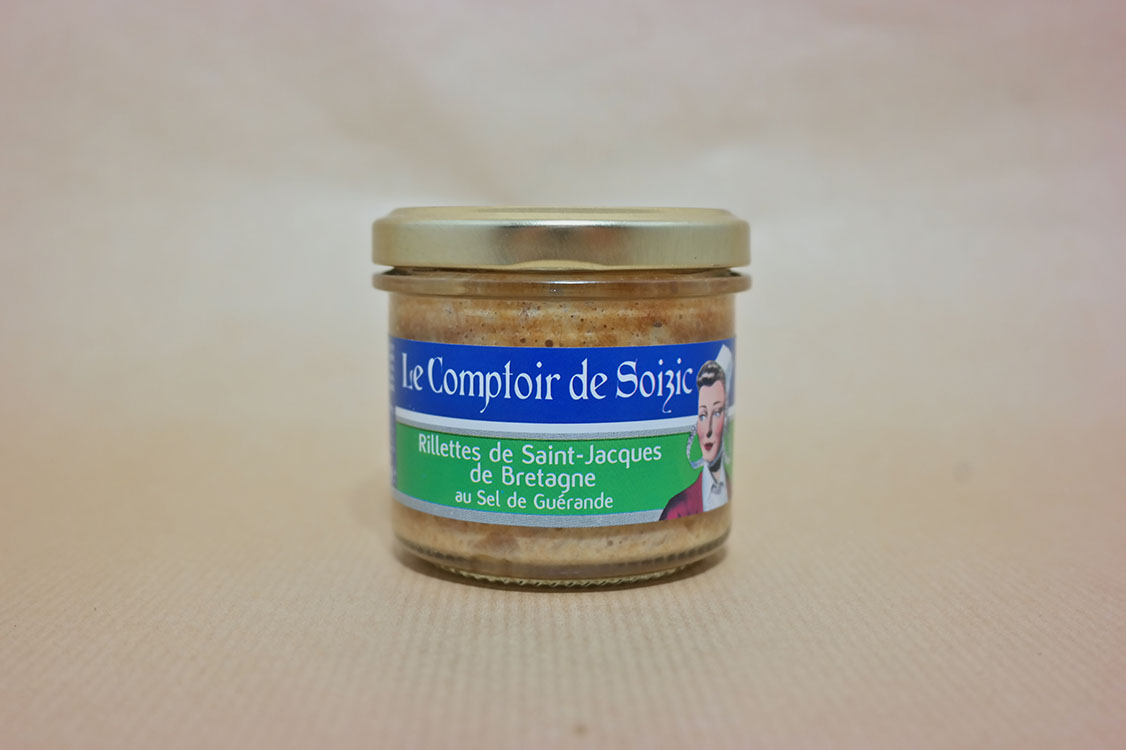 Le Comptoir de Soizic
Rillettes de Saint-Jacques
de Bretagne
au Sel de Guérande